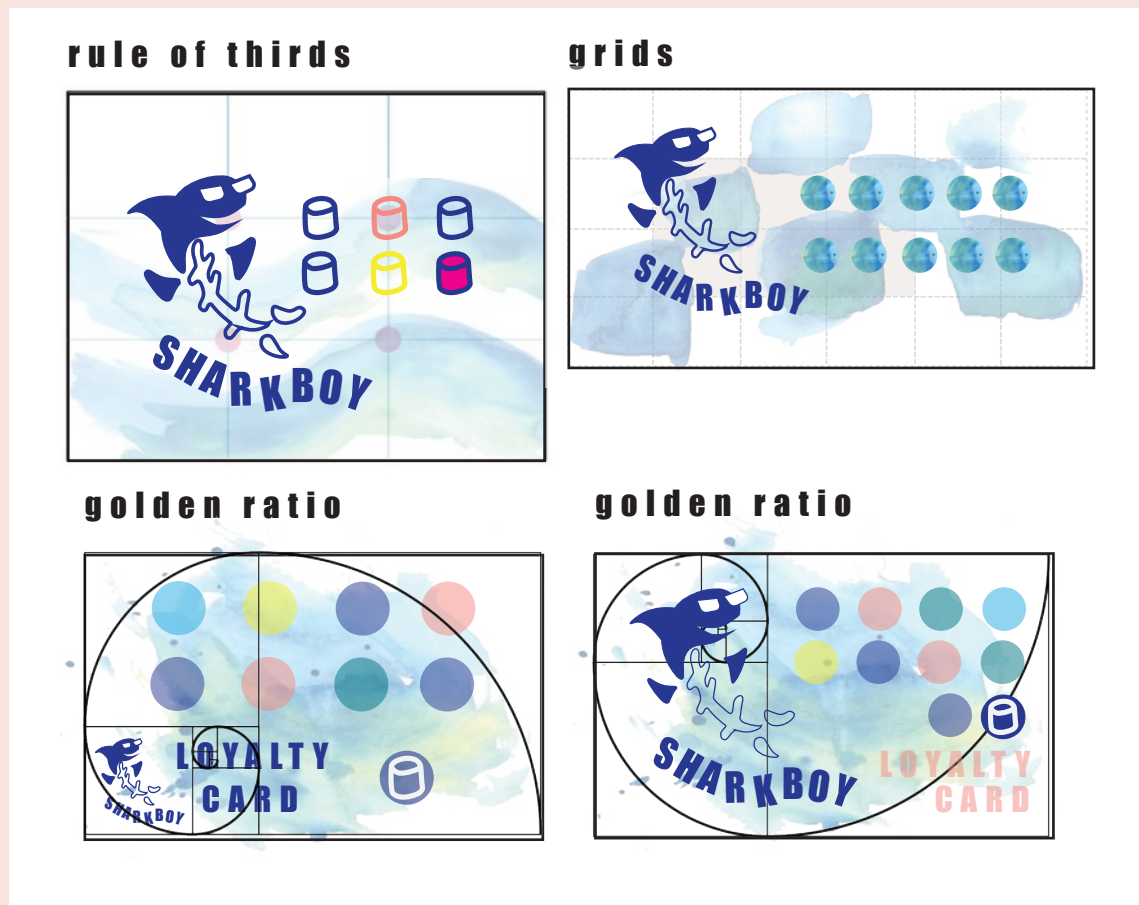 rule of thirds
grids
SHARKBOY
SHARKBOY
golden ratio
golden ratio
LOYALTY
CARD
SHARKBOY
SHARKBOY
LOYALTY
CARD